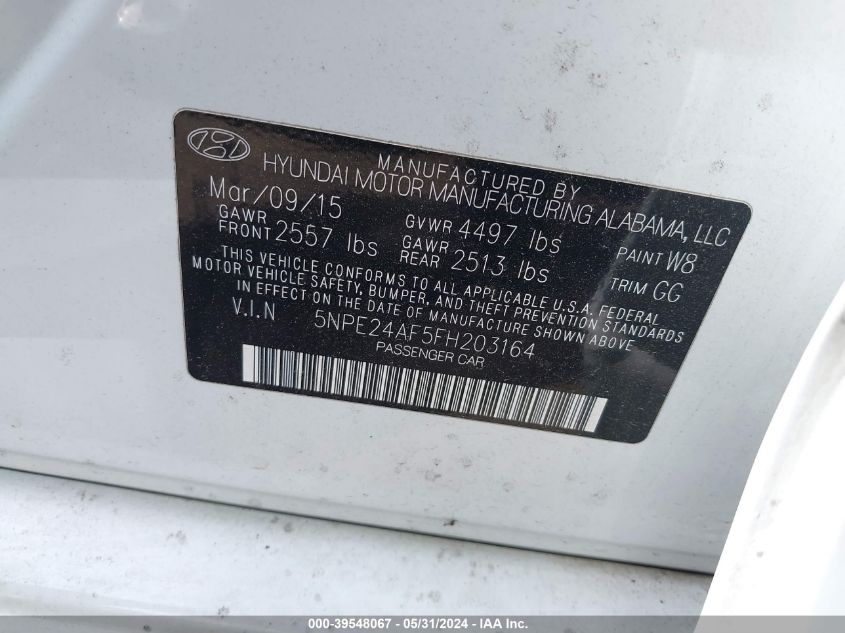 MANUFACTURED BY
HYUNDAI MOTOR MANUFACTURING ALABAMA, LLC
Mar/09/15
GVWR 4497 lbs
PAINT W8
GAWR FRONT 2557 lbs
GAWR REAR 2513 lbs
TRIM GG
THIS VEHICLE CONFORMS TO ALL APPLICABLE U.S.A. FEDERAL
MOTOR VEHICLE SAFETY, BUMPER, AND THEFT PREVENTION STANDARDS
IN EFFECT ON THE DATE OF MANUFACTURE SHOWN ABOVE
V.I.N 5NPE24AF5FH203164
PASSENGER CAR
000-39548067 - 05/31/2024 - IAA Inc.